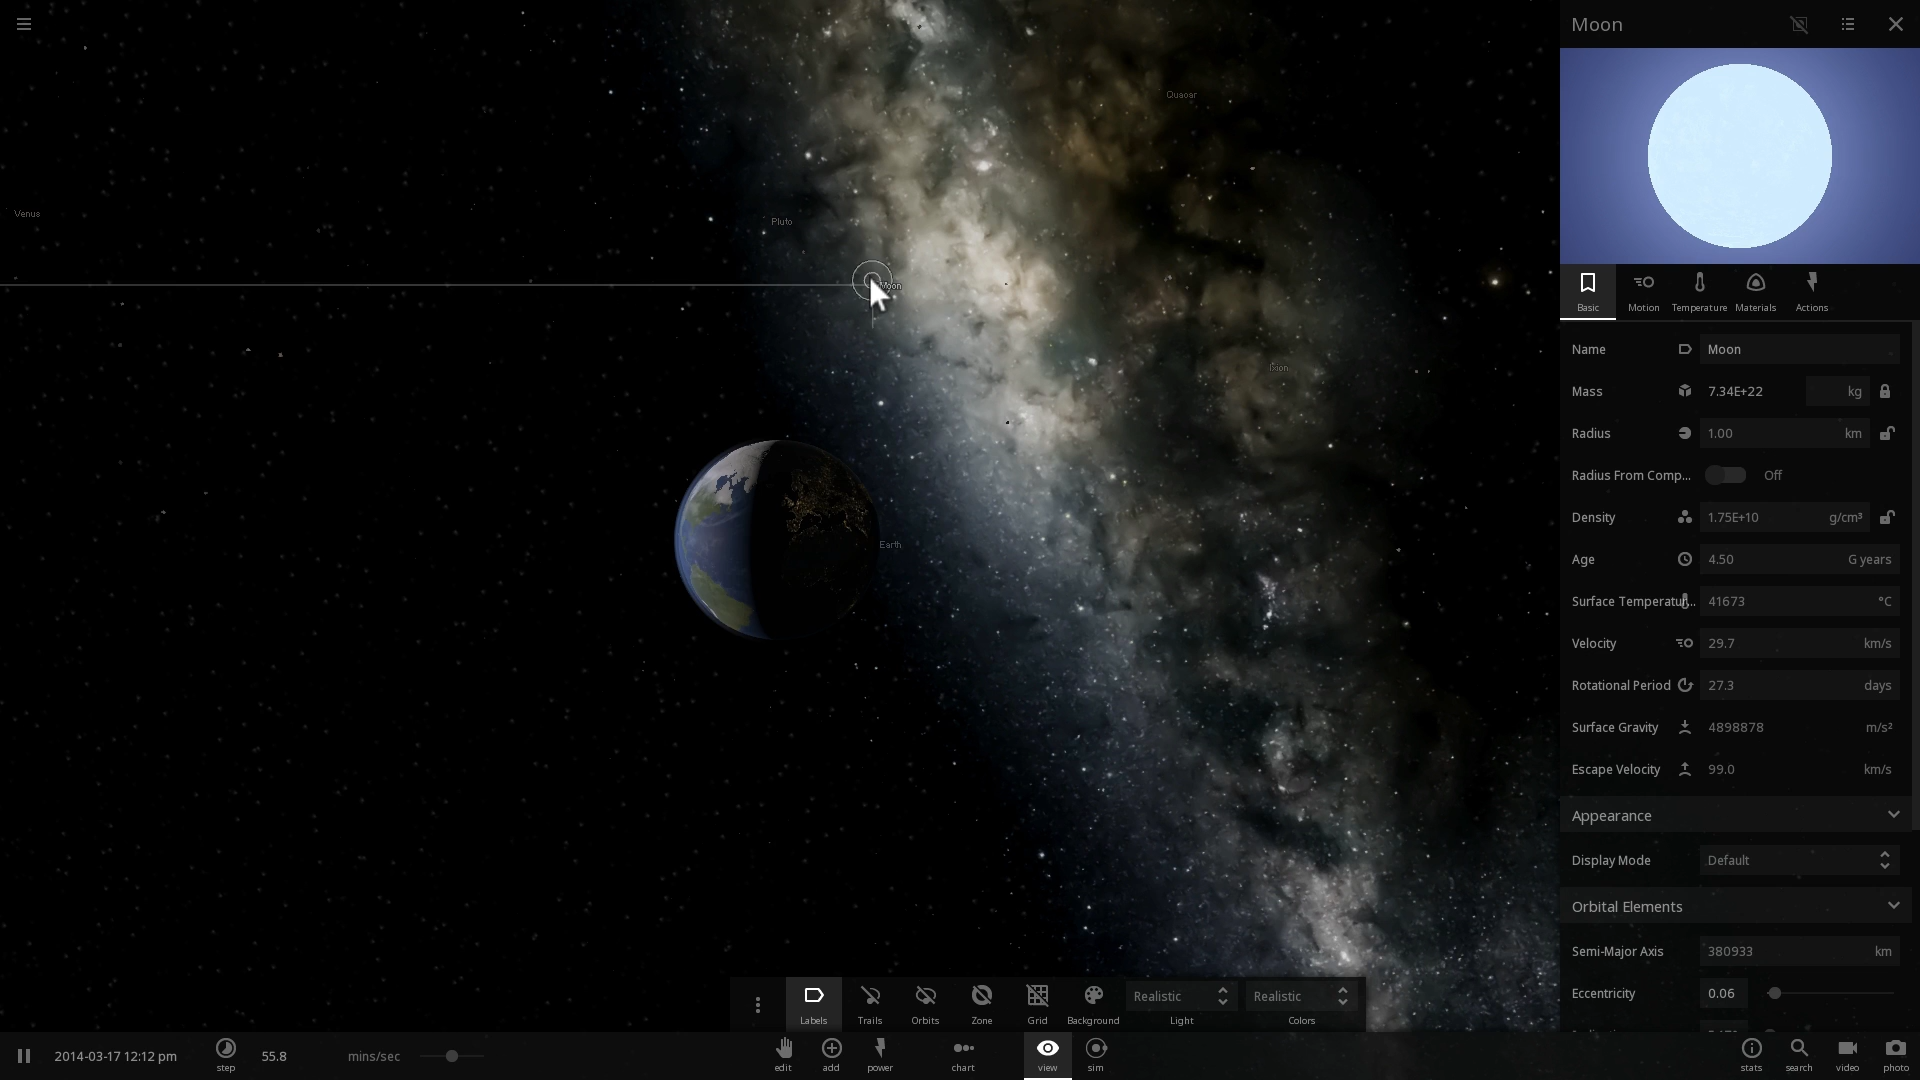 Moon
Quaoar
Venus
Pluto
Moon
Ixion
Earth
Basic
Motion
Temperature
Materials
Actions
Name
Moon
Mass
7.34E+22
kg
Radius
1.00
km
Radius From Comp...
Off
Density
1.75E+10
g/cm³
Age
4.50
G years
Surface Temperatur...
41673
°C
Velocity
29.7
km/s
Rotational Period
27.3
days
Surface Gravity
4898878
m/s²
Escape Velocity
99.0
km/s
Appearance
Display Mode
Default
Orbital Elements
Semi-Major Axis
380933
km
Eccentricity
0.06
Labels
Trails
Orbits
Zone
Grid
Background
Realistic
Light
Realistic
Colors
2014-03-17 12:12 pm
step
55.8
mins/sec
edit
add
power
chart
view
sim
stats
search
video
photo